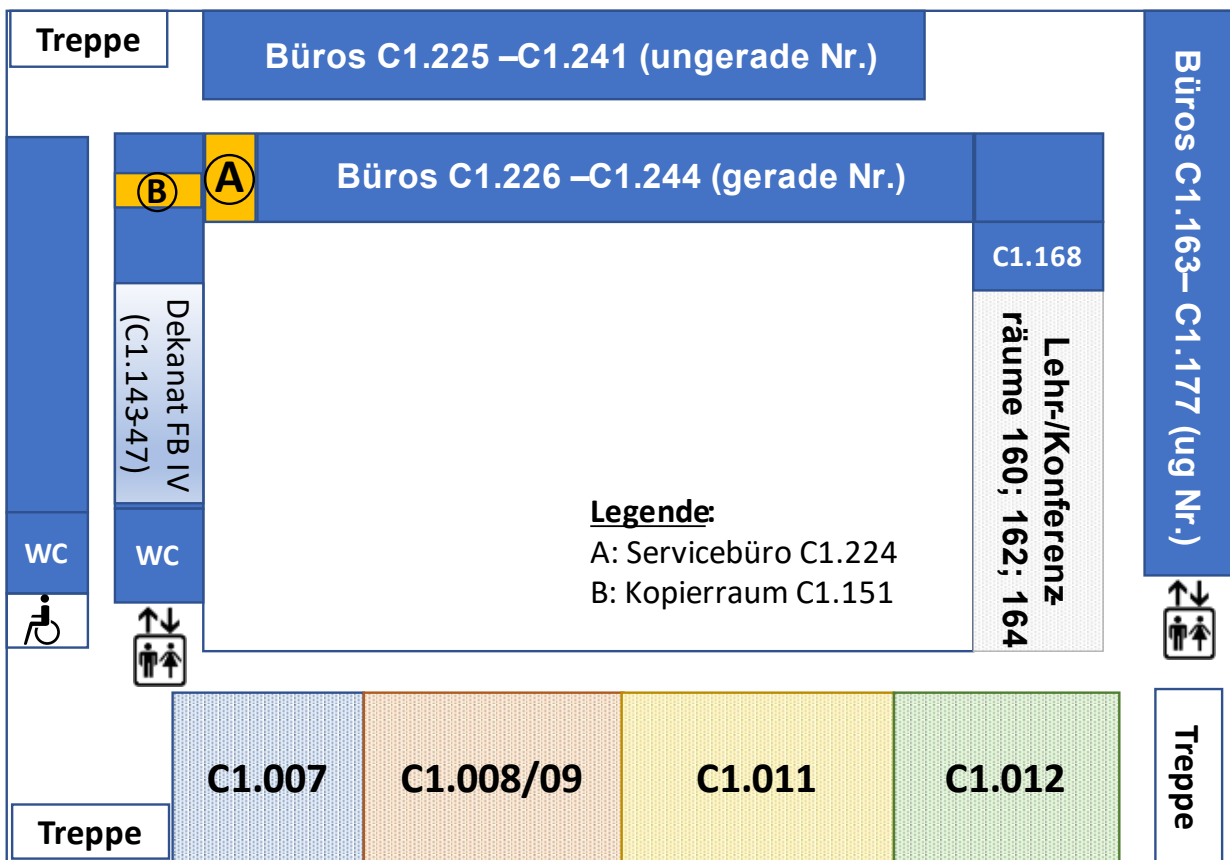 Treppe
Büros C1.225 –C1.241 (ungerade Nr.)
Büros C1.163– C1.177 (ug Nr.)
B
A
Büros C1.226 –C1.244 (gerade Nr.)
C1.168
Dekanat FB IV
(C1.143-47)
Lehr-/Konferenz-
räume 160; 162; 164
Legende:
A: Servicebüro C1.224
B: Kopierraum C1.151
WC
WC
C1.007
C1.008/09
C1.011
C1.012
Treppe
Treppe